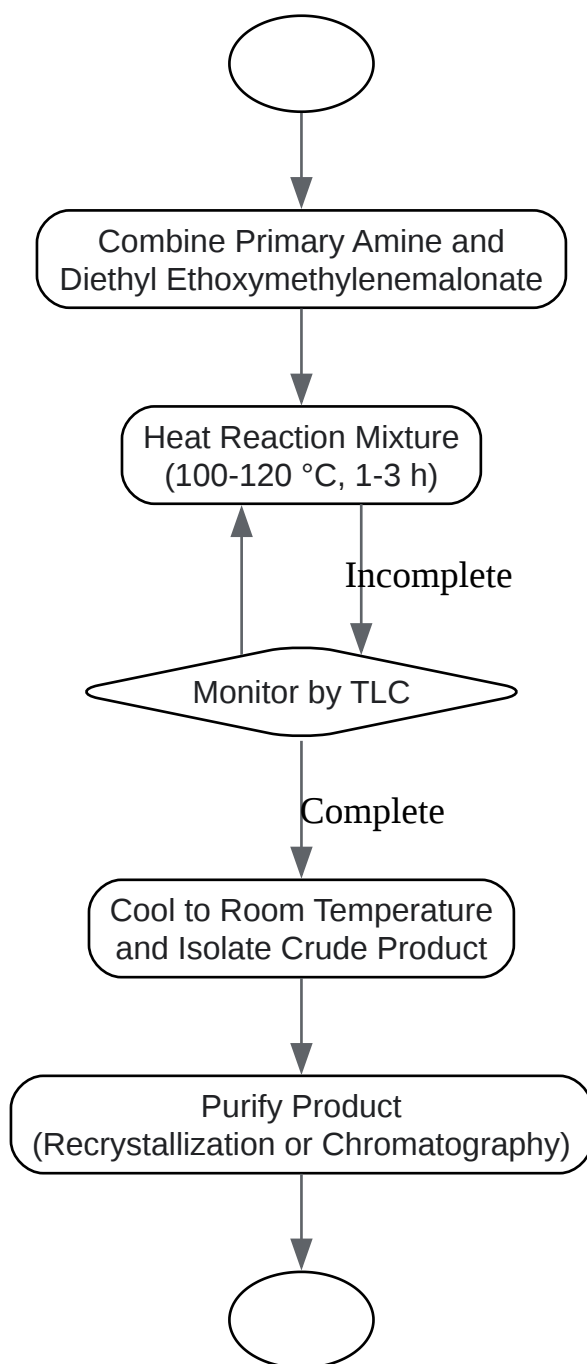 Combine Primary Amine and
Diethyl Ethoxymethylenemalonate
Heat Reaction Mixture
(100-120 °C, 1-3 h)
Incomplete
Monitor by TLC
Complete
Cool to Room Temperature
and Isolate Crude Product
Purify Product
(Recrystallization or Chromatography)